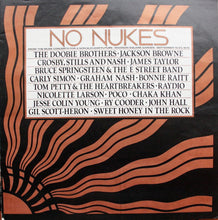 NO NUKES
THE DOOBIE BROTHERS • JACKSON BROWNE
CROSBY, STILLS AND NASH • JAMES TAYLOR
BRUCE SPRINGSTEEN & THE E STREET BAND
CARLY SIMON • GRAHAM NASH • BONNIE RAITT
TOM PETTY & THE HEARTBREAKERS • RAYDIO
NICOLETTE LARSON • POCO • CHAKA KHAN
JESSE COLIN YOUNG • RY COODER • JOHN HALL
GIL SCOTT-HERON • SWEET HONEY IN THE ROCK